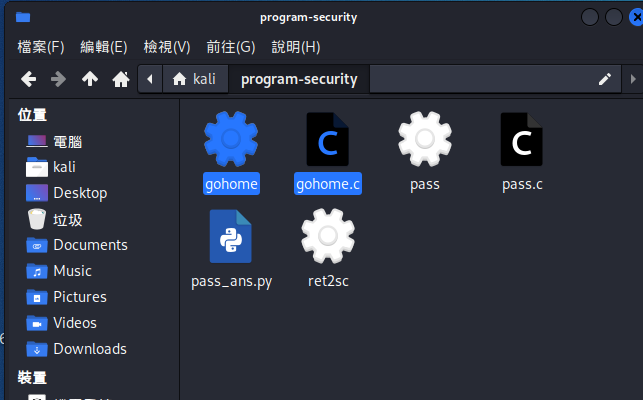 program-security
檔案(F) 編輯(E) 檢視(V) 前往(G) 說明(H)
kali program-security
位置
電腦
kali
Desktop
垃圾
Documents
Music
Pictures
Videos
Downloads
裝置
gohome gohome.c pass pass.c
pass_ans.py ret2sc